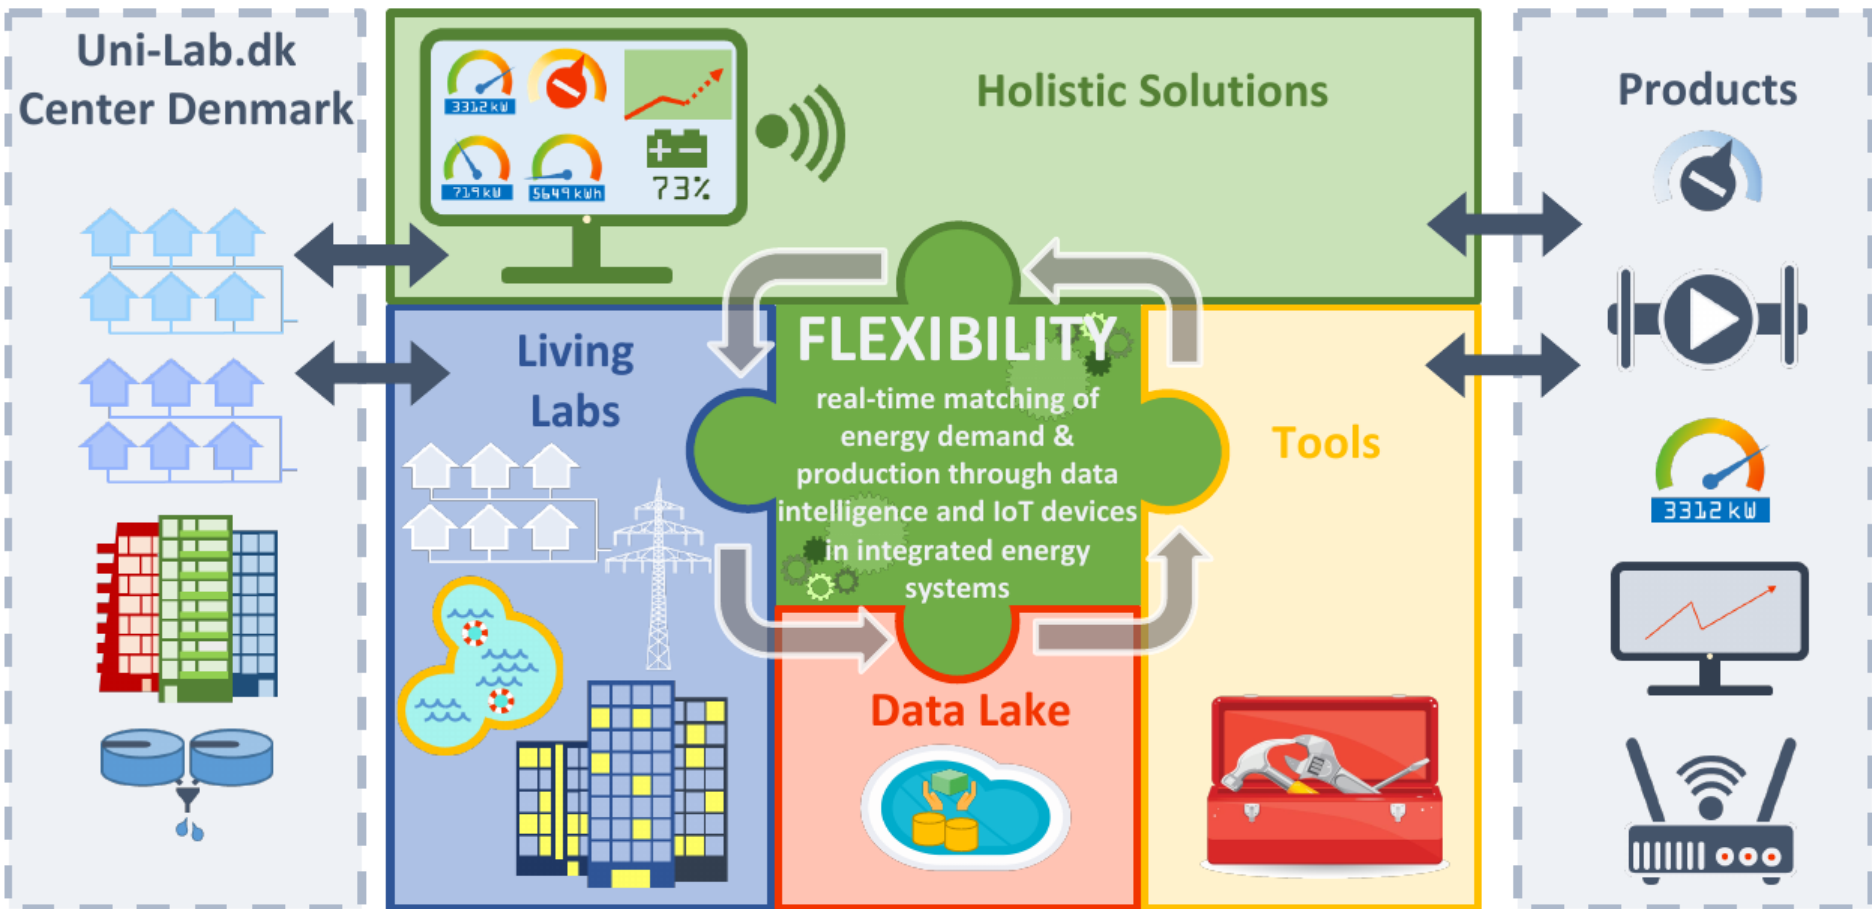 Uni-Lab.dk
Center Denmark
3312 kW
719 kW
5649 kWh
73%
Holistic Solutions
Products
FLEXIBILITY
real-time matching of
energy demand &
production through data
intelligence and IoT devices
in integrated energy
systems
Living
Labs
Tools
Data Lake
3312 kW